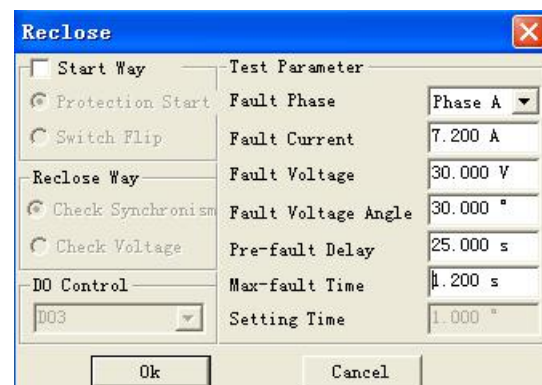 Reclose
Start Way
Protection Start
Switch Flip
Reclose Way
Check Synchronism
Check Voltage
DO Control
DO3
Test Parameter
Fault Phase Phase A
Fault Current 7.200 A
Fault Voltage 30.000 V
Fault Voltage Angle 30.000 °
Pre-fault Delay 25.000 s
Max-fault Time 1.200 s
Setting Time 1.000 °
Ok Cancel